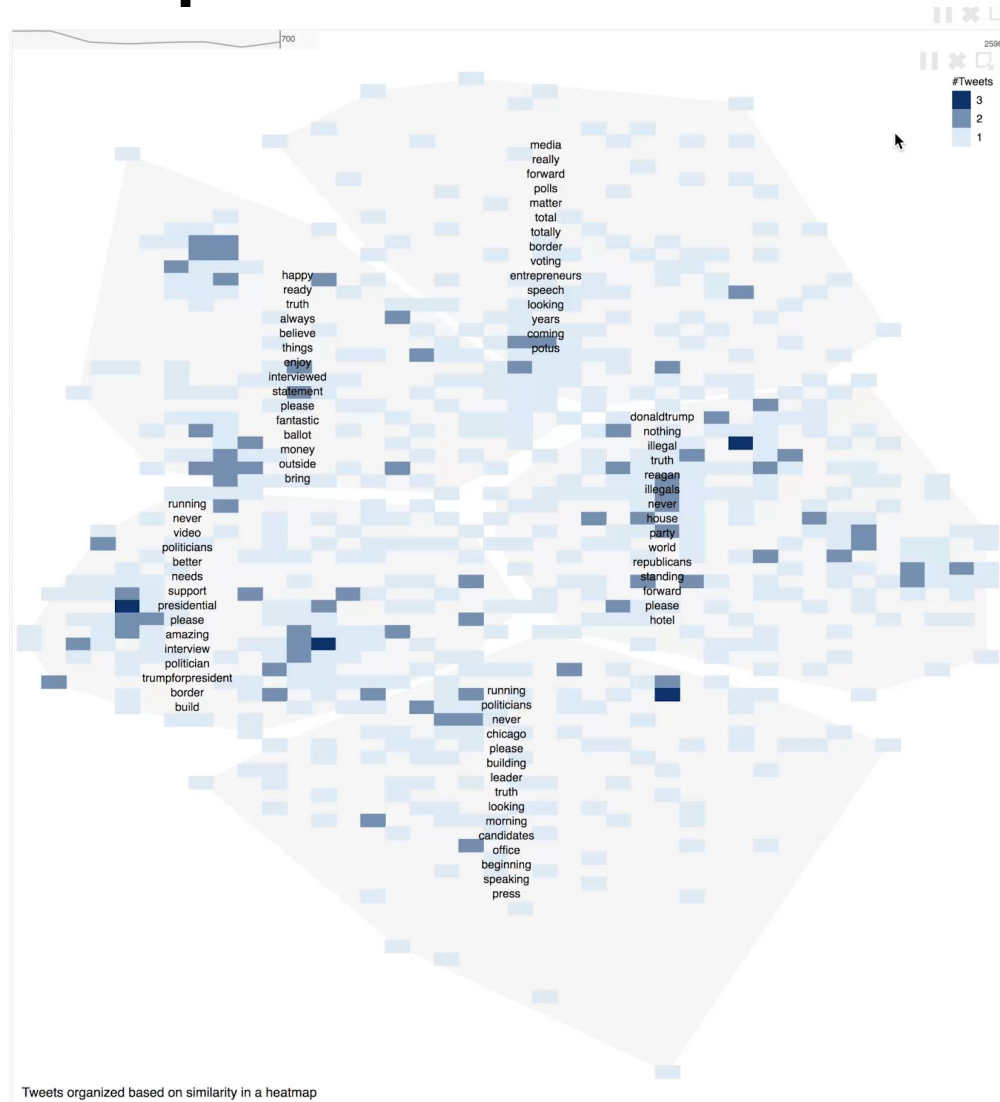 700
2596
#Tweets
3
2
1
media
really
forward
polls
matter
total
totally
border
voting
entrepreneurs
speech
looking
years
coming
potus
happy
ready
truth
always
believe
things
enjoy
interviewed
statement
please
fantastic
ballot
money
outside
bring
donaldtrump
nothing
illegal
truth
reagan
illegals
never
house
party
world
republicans
standing
forward
please
hotel
running
never
video
politicians
better
needs
support
presidential
please
amazing
interview
politician
trumpforpresident
border
build
running
politicians
never
chicago
please
building
leader
truth
looking
morning
candidates
office
beginning
speaking
press
Tweets organized based on similarity in a heatmap